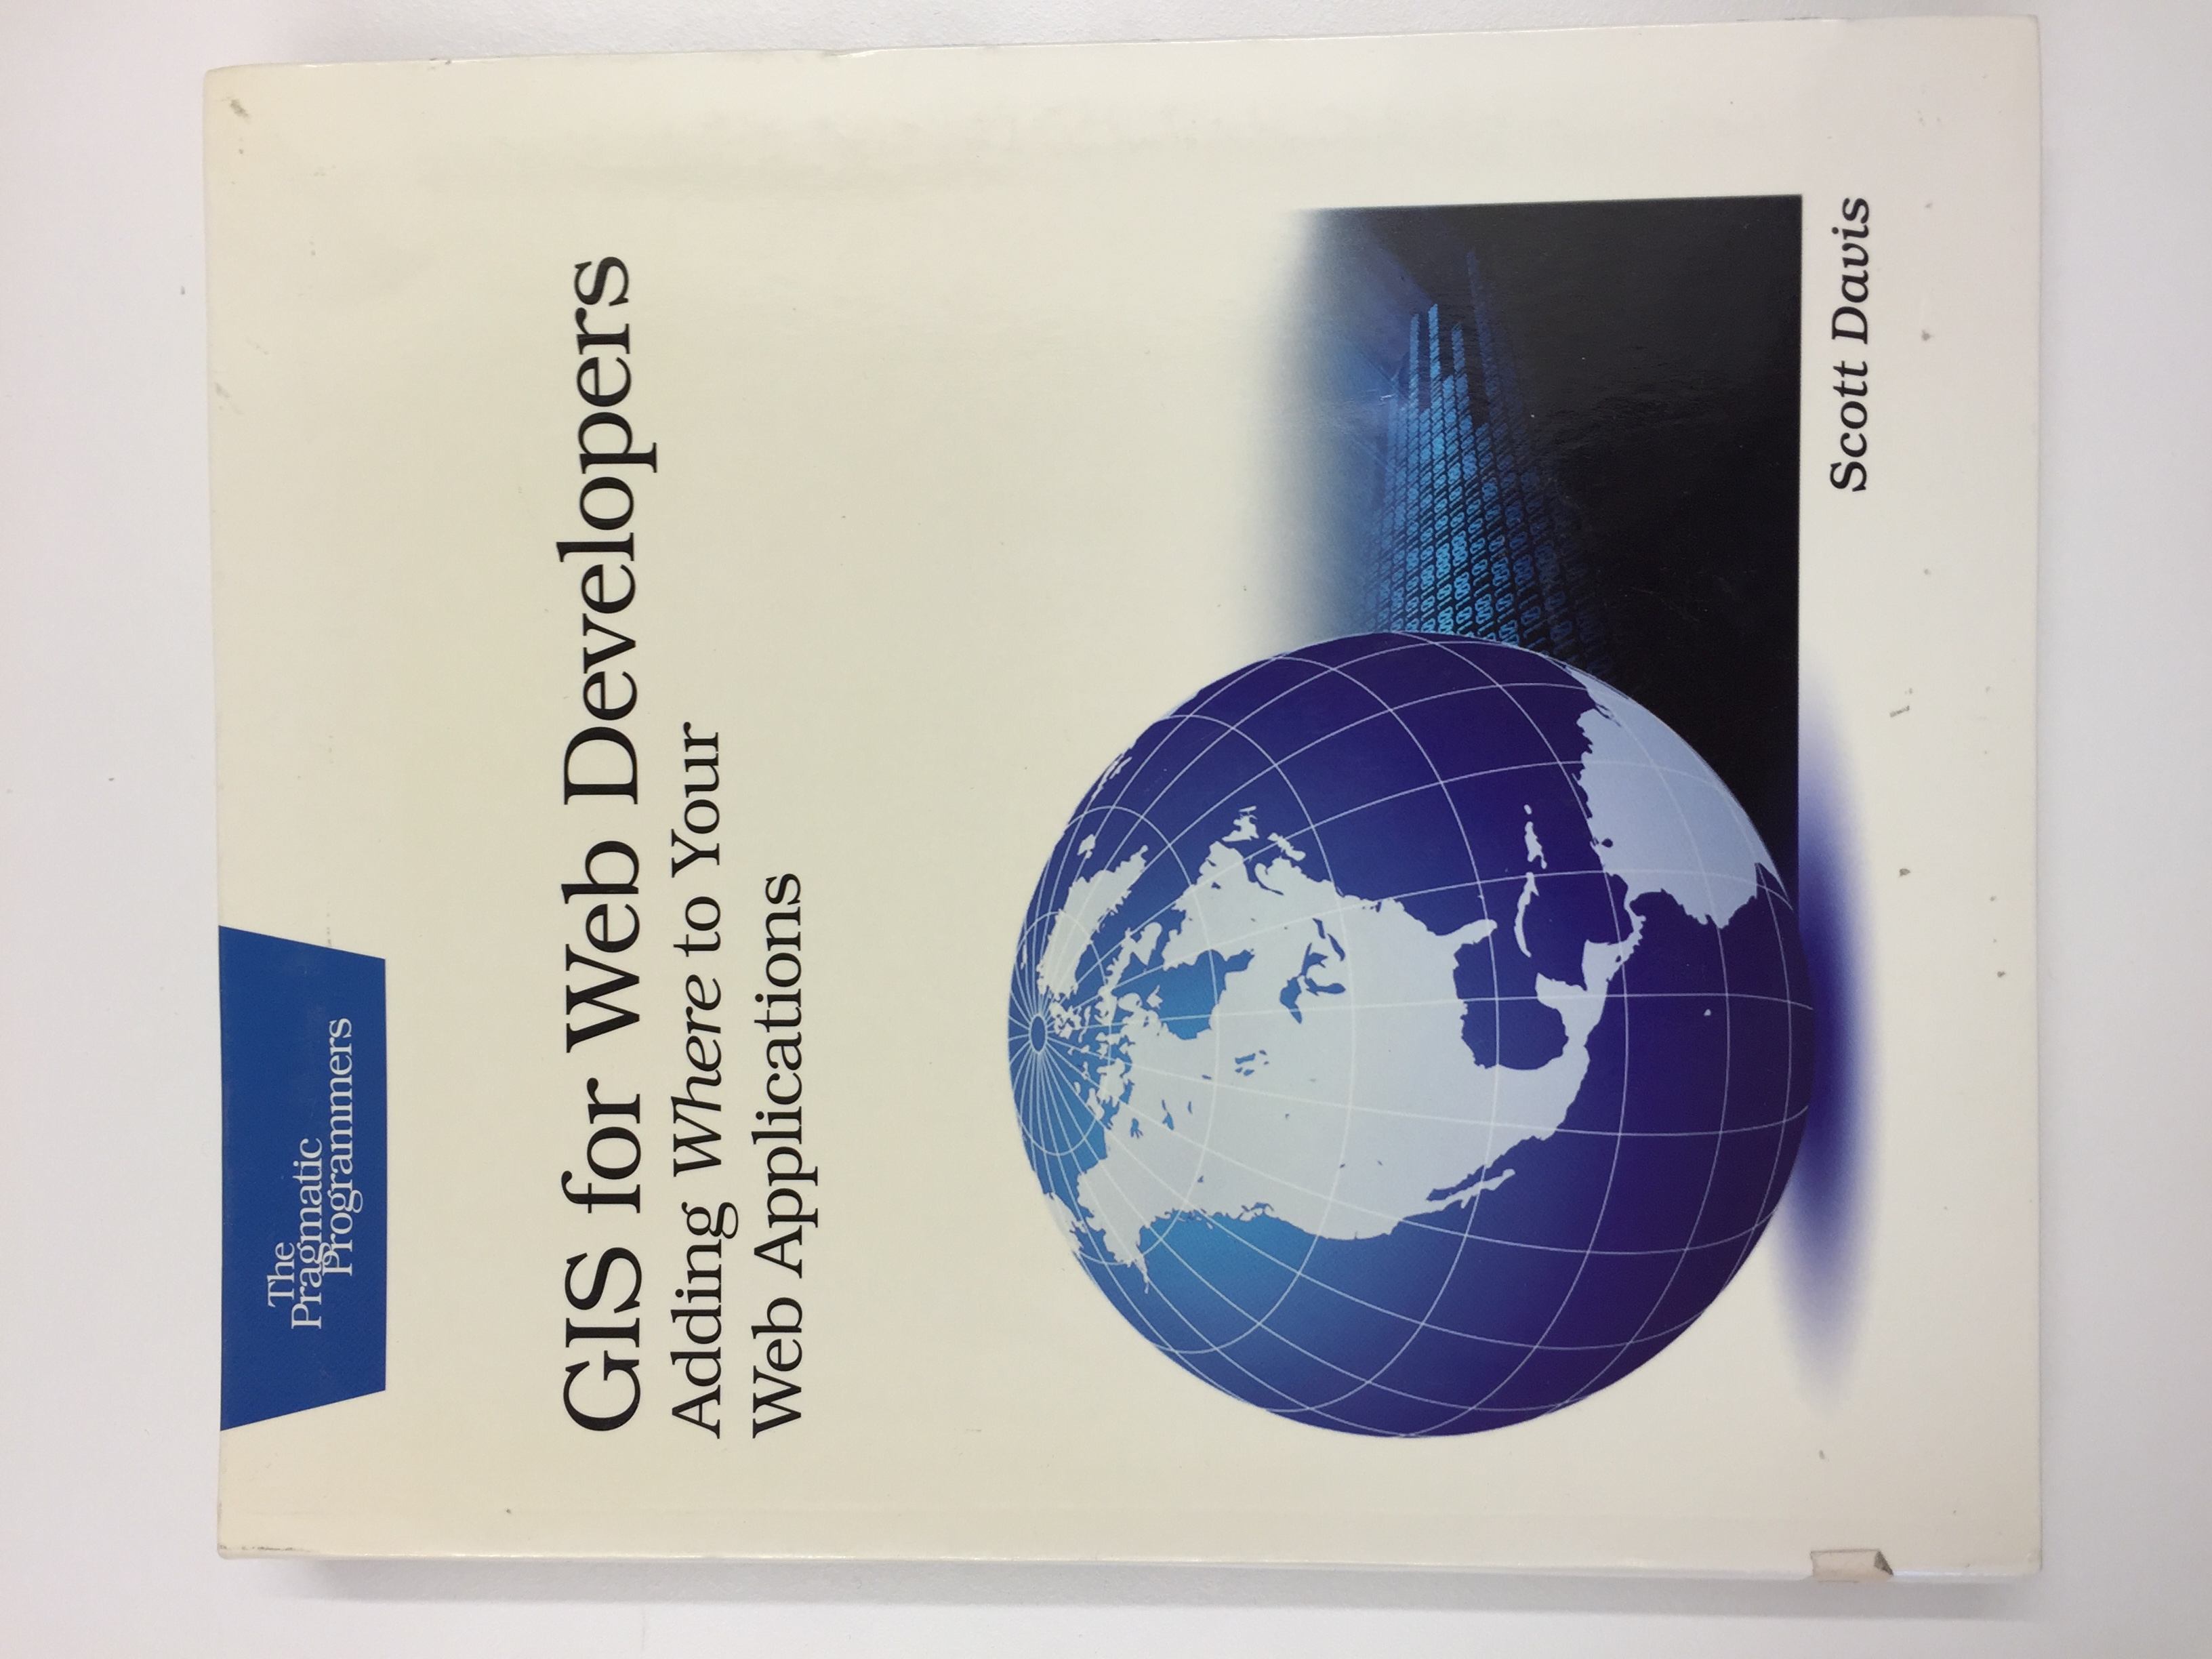 The
Pragmatic
Programmers
GIS for Web Developers
Adding Where to Your
Web Applications
Scott Davis